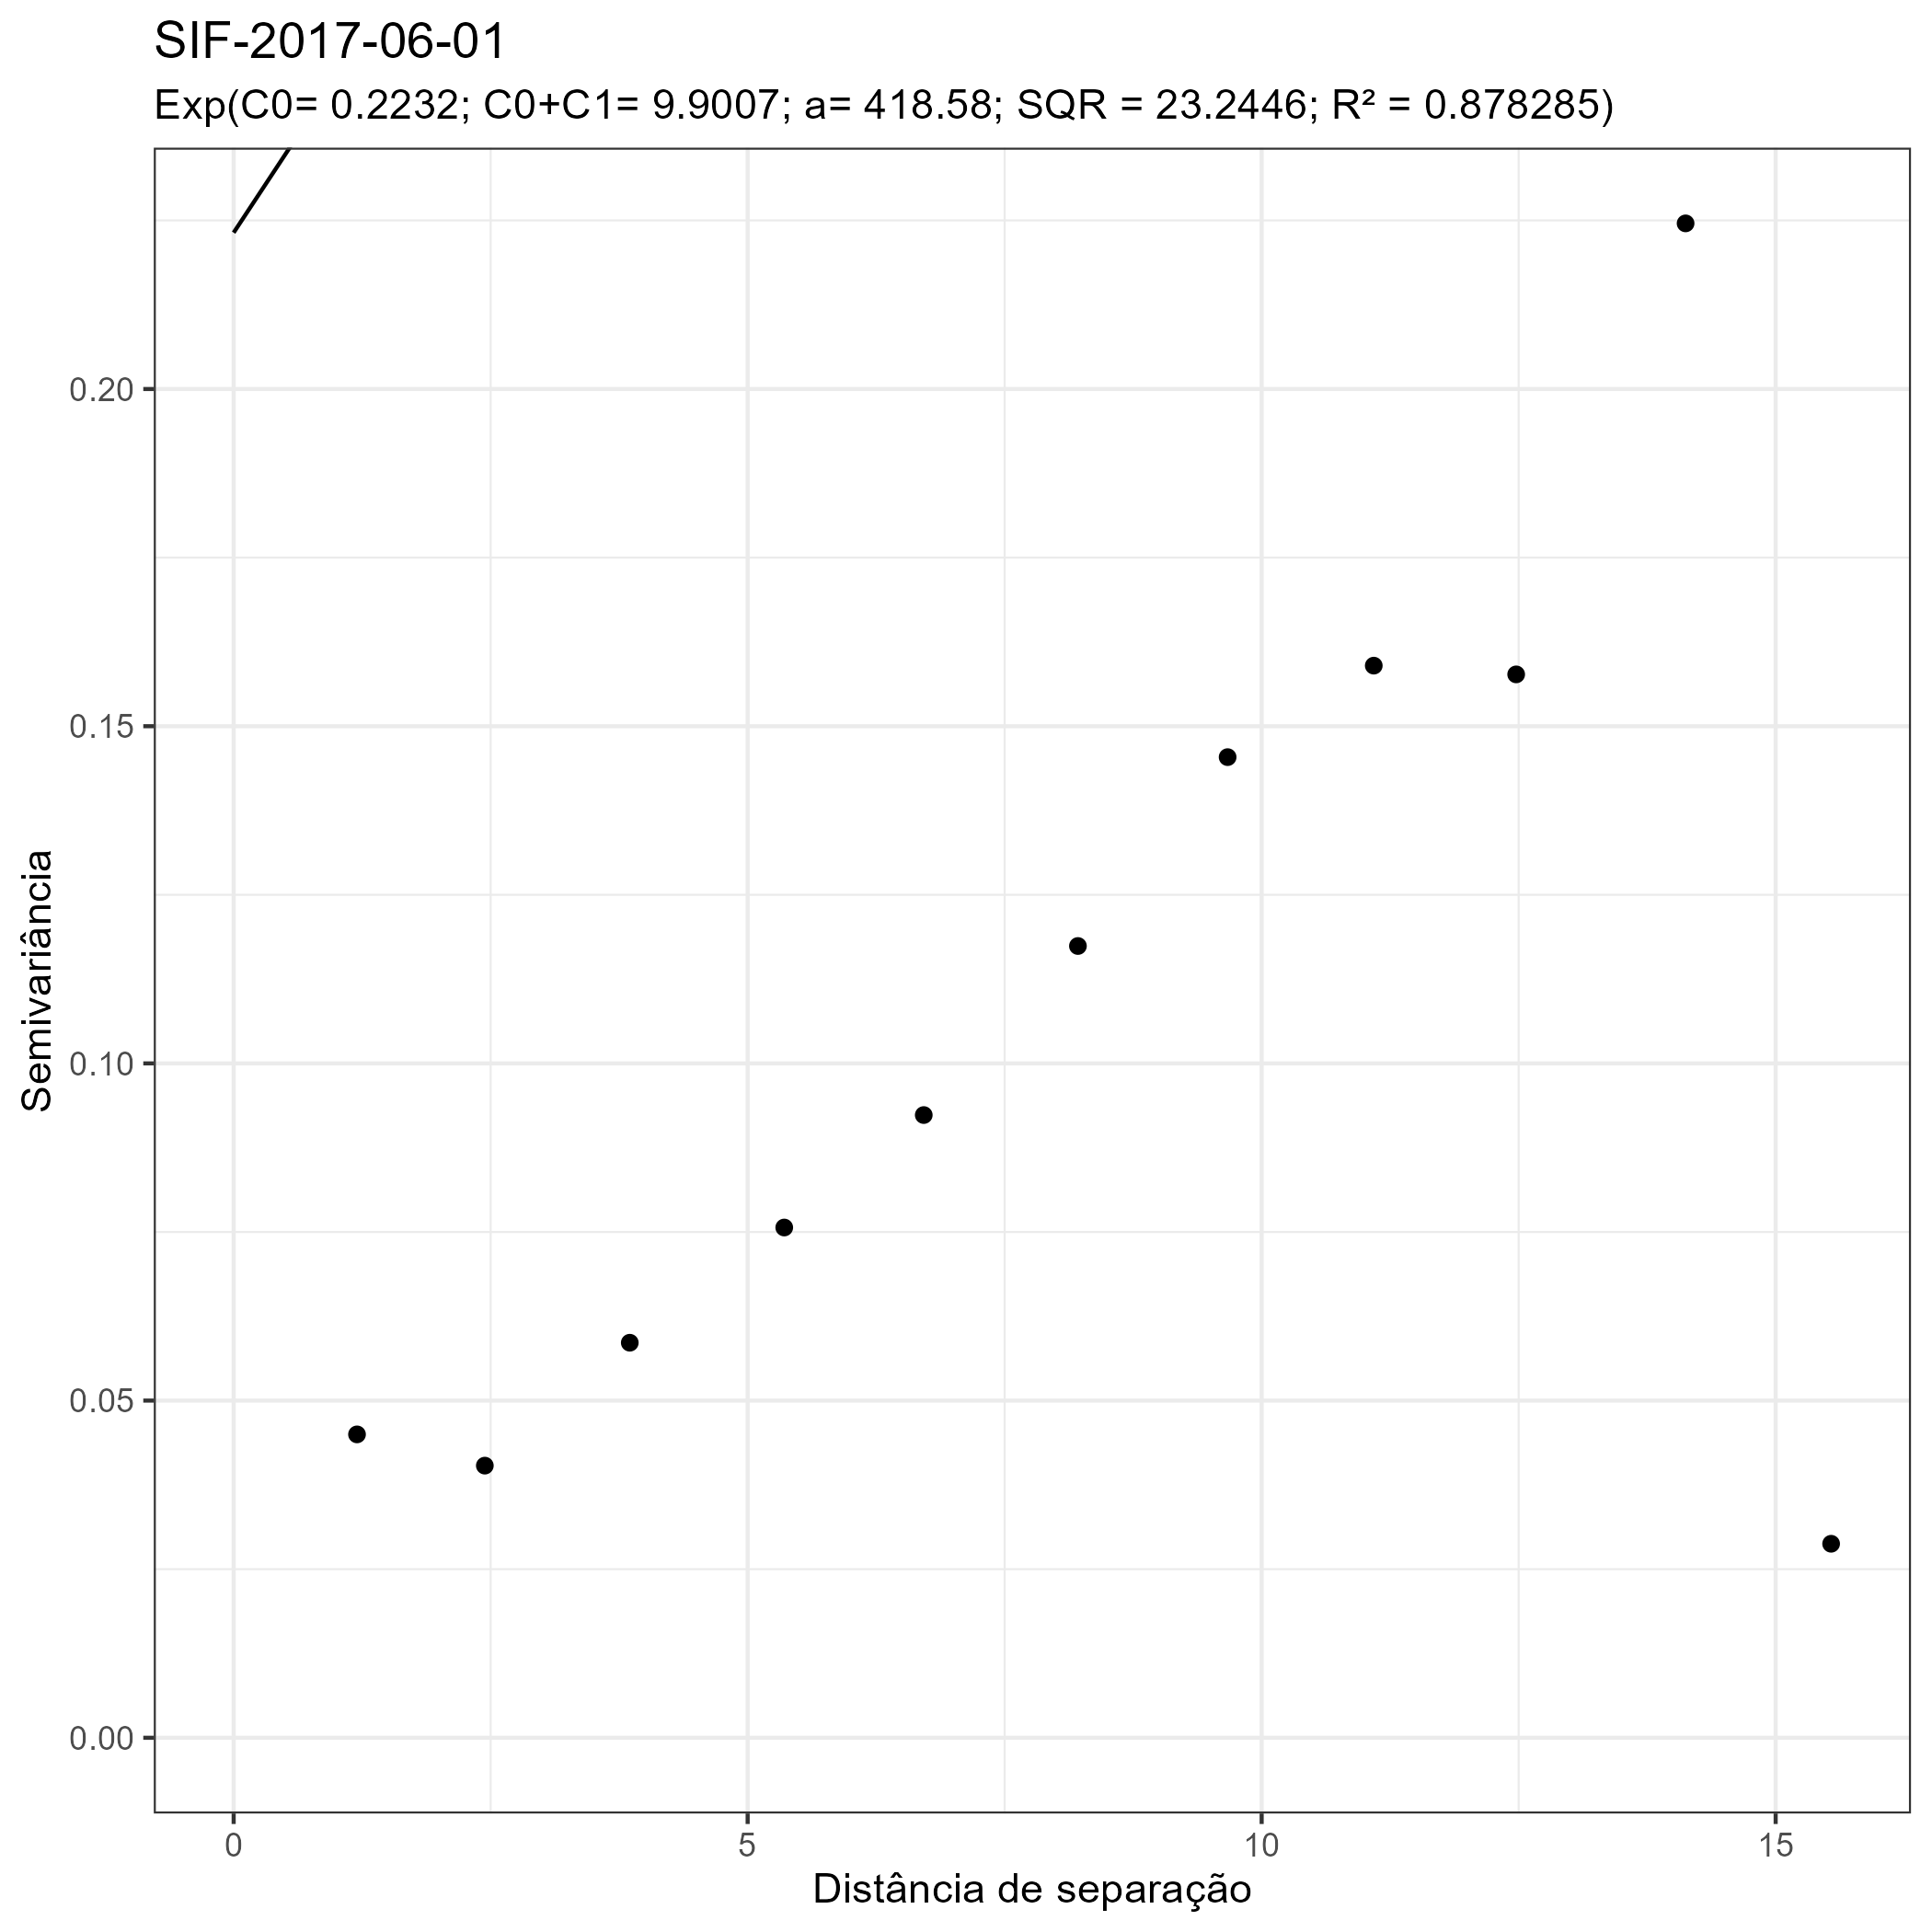 SIF-2017-06-01
Exp(C0= 0.2232; C0+C1= 9.9007; a= 418.58; SQR = 23.2446; R² = 0.878285)
Semivariância
0.20
0.15
0.10
0.05
0.00
0 5 10 15
Distância de separação